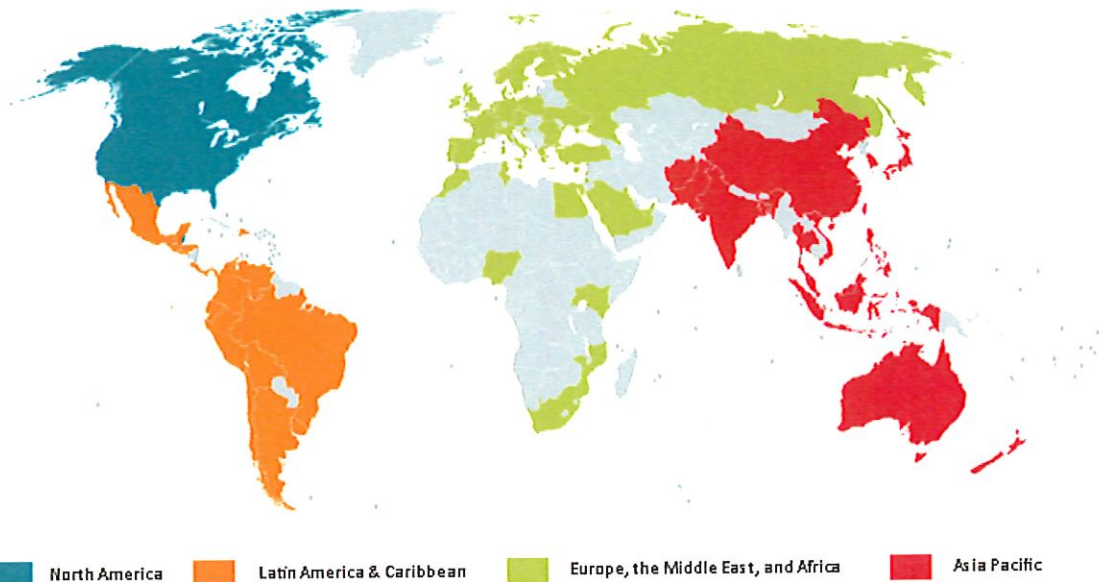 North America
Latin America & Caribbean
Europe, the Middle East, and Africa
Asia Pacific